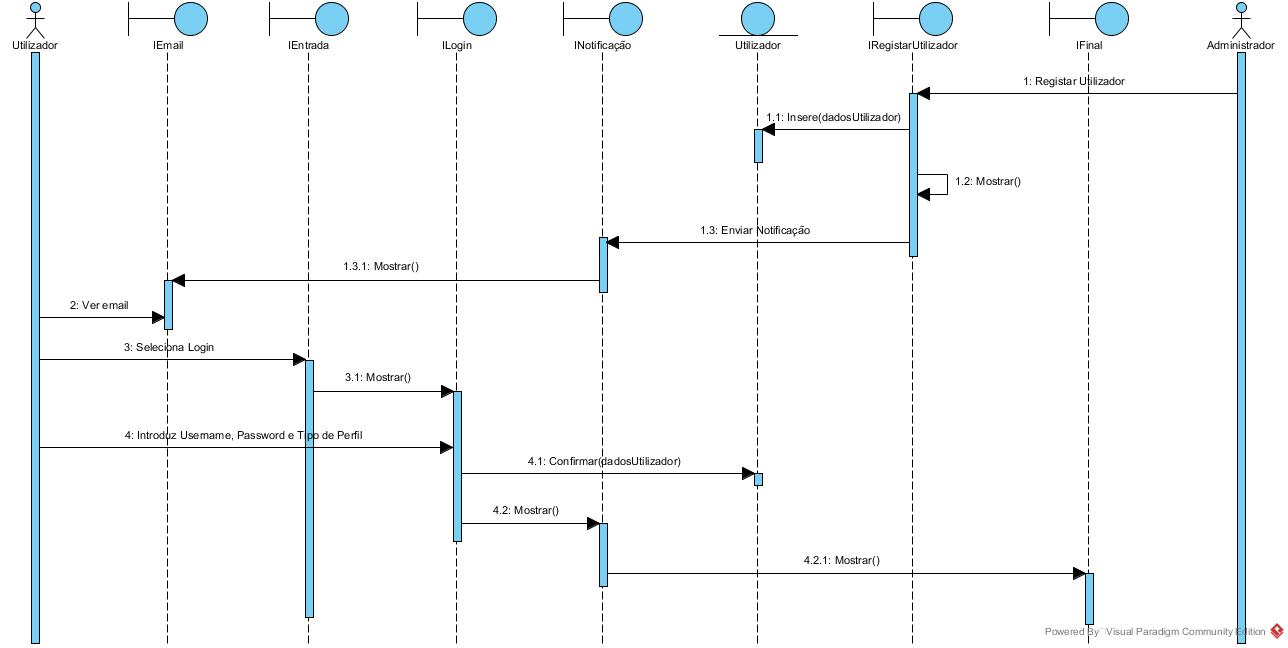 Utilizador
IEmail
IEntrada
ILogin
INotificação
Utilizador
IRegistarUtilizador
IFinal
Administrador
1: Registar Utilizador
1.1: Insere(dadosUtilizador)
1.2: Mostrar()
1.3: Enviar Notificação
1.3.1: Mostrar()
2: Ver email
3: Seleciona Login
3.1: Mostrar()
4: Introduz Username, Password e Tipo de Perfil
4.1: Confirmar(dadosUtilizador)
4.2: Mostrar()
4.2.1: Mostrar()
Powered By Visual Paradigm Community Edition